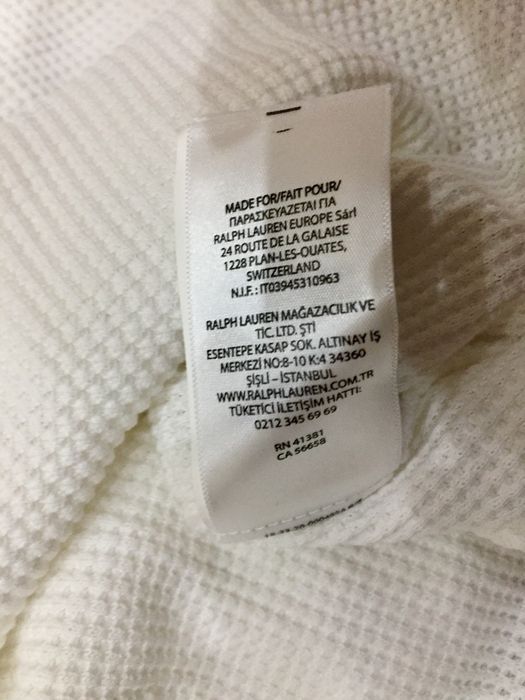 MADE FOR/FAIT POUR/
ΠΑΡΑΣΚΕΥΑΖΕΤΑΙ ΓΙΑ
RALPH LAUREN EUROPE Sárl
24 ROUTE DE LA GALAISE
1228 PLAN-LES-OUATES,
SWITZERLAND
N.I.F.: IT03945310963
RALPH LAUREN MAĞAZACILIK VE
TİC. LTD. ŞTİ
ESENTEPE KASAP SOK. ALTINAY İŞ
MERKEZİ NO:8-10 K:4 34360
ŞİŞLİ – İSTANBUL
WWW.RALPHLAUREN.COM.TR
TÜKETİCİ İLETİŞİM HATTI:
0212 345 69 69
RN 41381
CA 56658